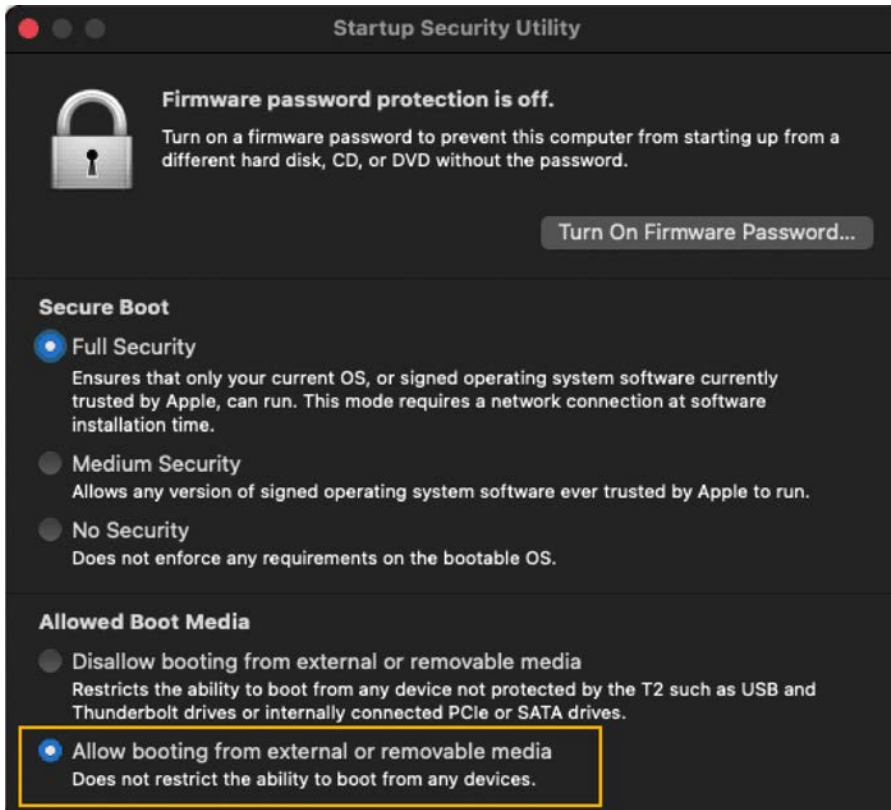 Startup Security Utility
Firmware password protection is off.
Turn on a firmware password to prevent this computer from starting up from a
different hard disk, CD, or DVD without the password.
Turn On Firmware Password...
Secure Boot
Full Security
Ensures that only your current OS, or signed operating system software currently
trusted by Apple, can run. This mode requires a network connection at software
installation time.
Medium Security
Allows any version of signed operating system software ever trusted by Apple to run.
No Security
Does not enforce any requirements on the bootable OS.
Allowed Boot Media
Disallow booting from external or removable media
Restricts the ability to boot from any device not protected by the T2 such as USB and
Thunderbolt drives or internally connected PCIe or SATA drives.
Allow booting from external or removable media
Does not restrict the ability to boot from any devices.